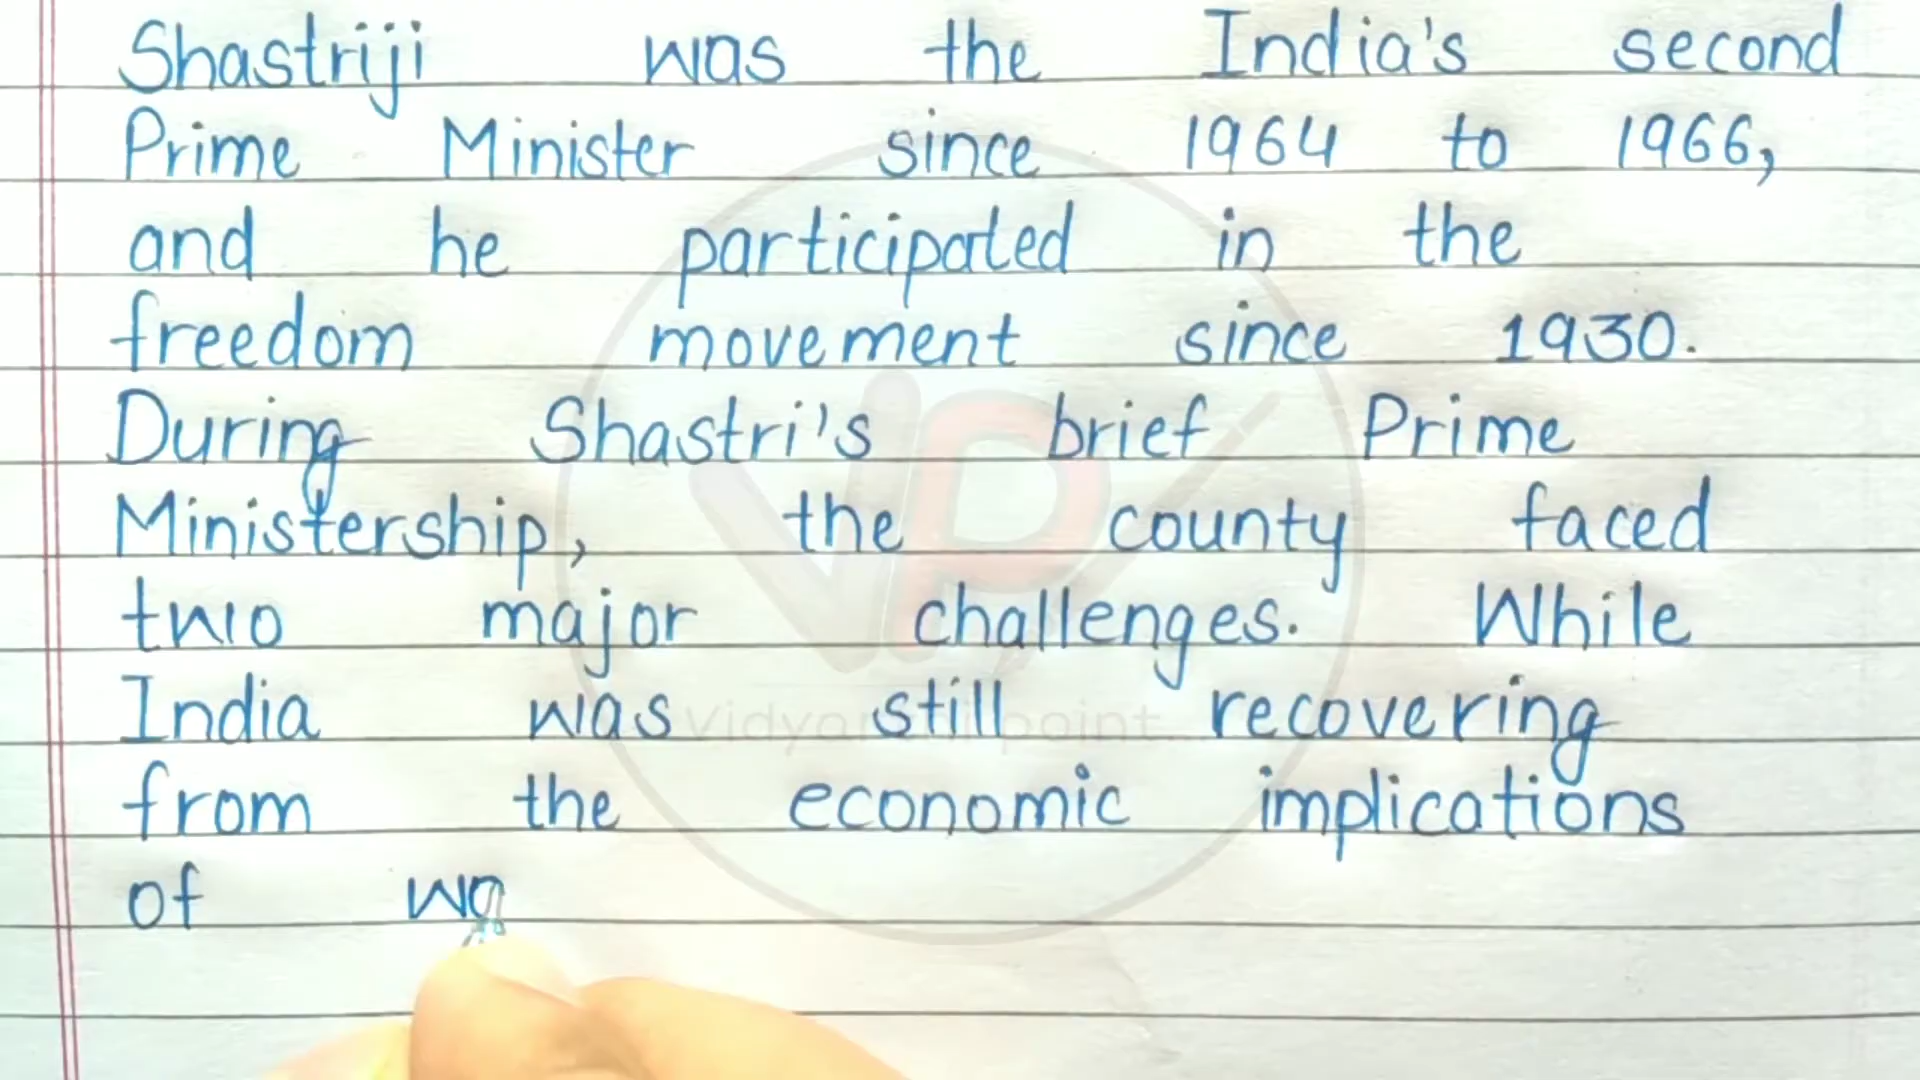 Shastriji was the India's second
Prime Minister since 1964 to 1966,
and he participated in the
freedom movement since 1930.
During Shastri's brief Prime
Ministership, the county faced
two major challenges. While
India was still recovering
from the economic implications
of